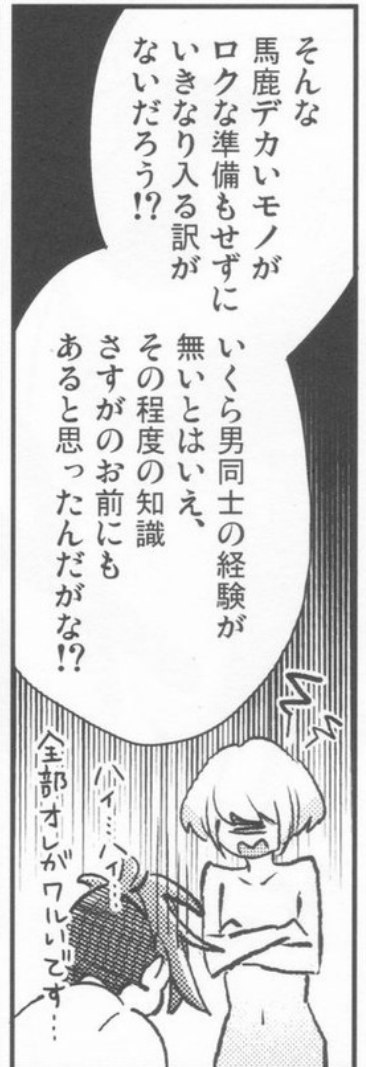 そんな
馬鹿デカいモノが
ロクな準備もせずに
いきなり入る訳が
ないだろう!?
いくら男同士の経験が
無いとはいえ、
その程度の知識
さすがのお前にも
あると思ったんだがな!?
ハイ…ハイ…
全部オレがワルいです…